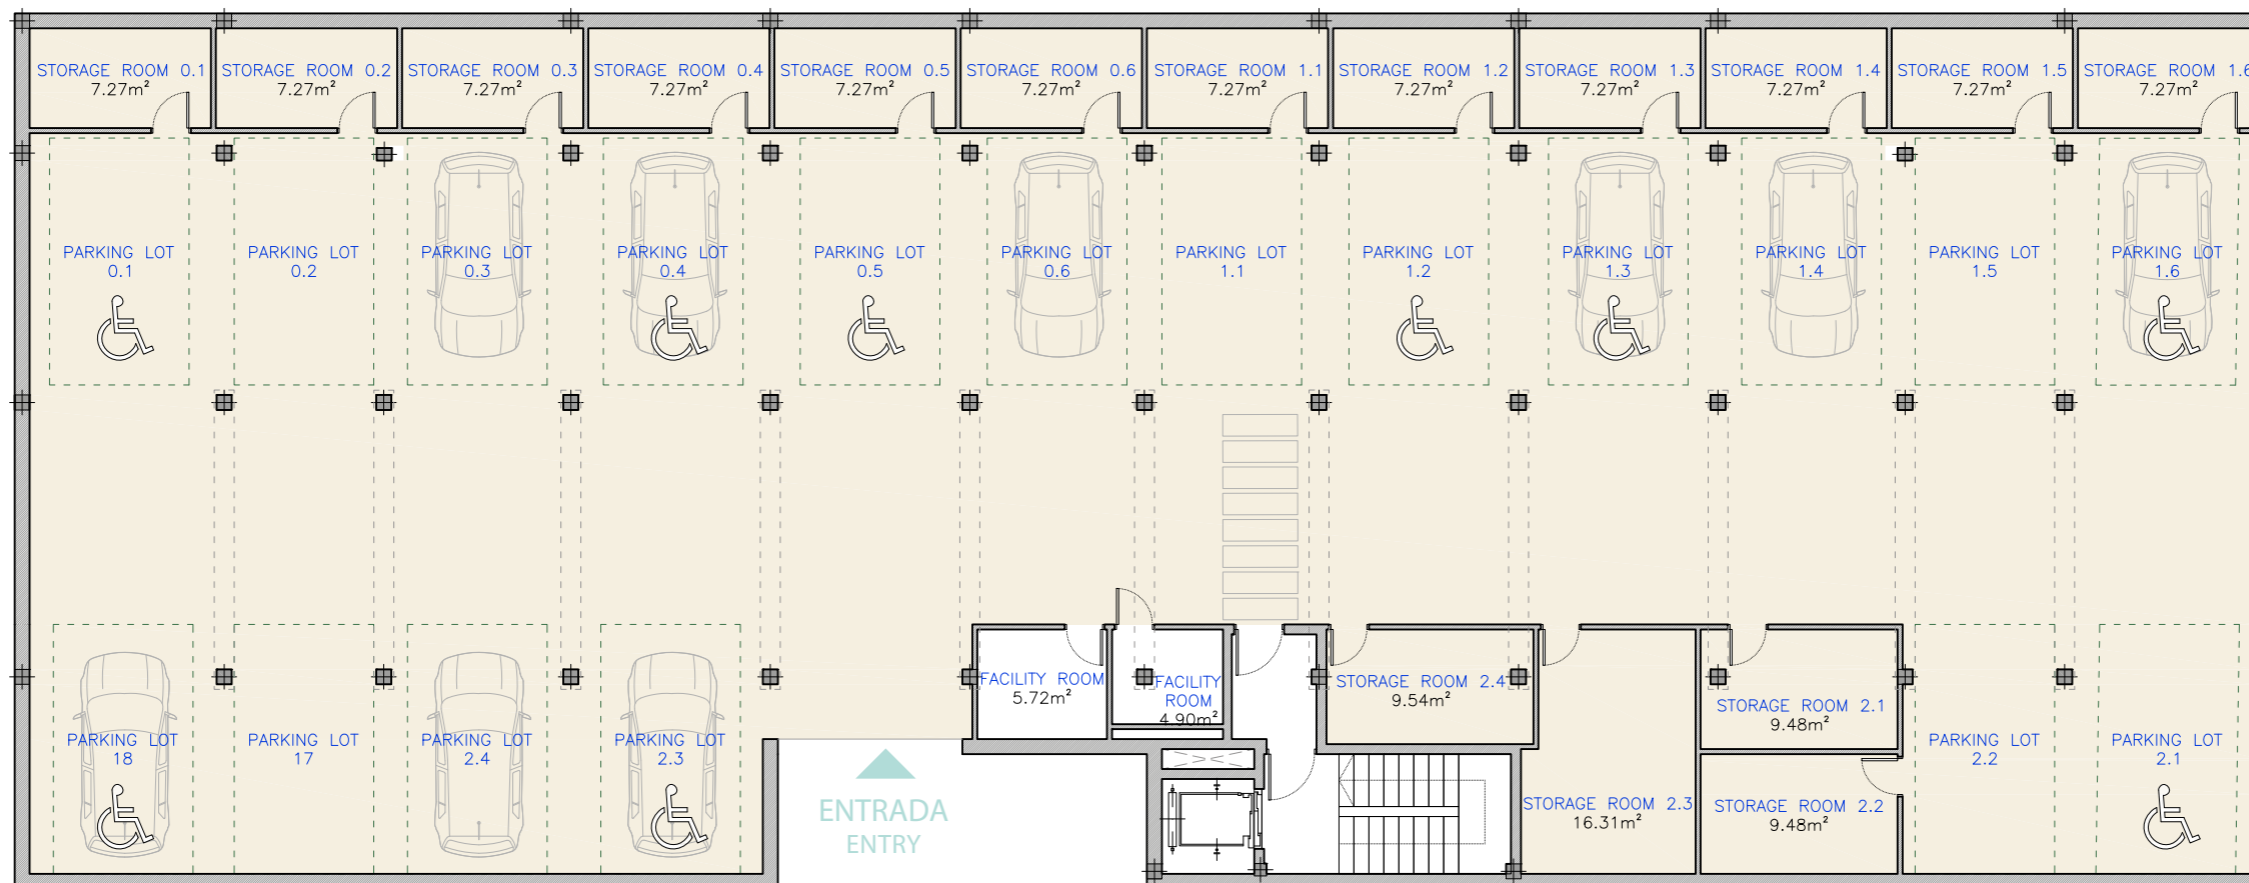 STORAGE ROOM 0.1
7.27m²
STORAGE ROOM 0.2
7.27m²
STORAGE ROOM 0.3
7.27m²
STORAGE ROOM 0.4
7.27m²
STORAGE ROOM 0.5
7.27m²
STORAGE ROOM 0.6
7.27m²
STORAGE ROOM 1.1
7.27m²
STORAGE ROOM 1.2
7.27m²
STORAGE ROOM 1.3
7.27m²
STORAGE ROOM 1.4
7.27m²
STORAGE ROOM 1.5
7.27m²
STORAGE ROOM 1.6
7.27m²
PARKING LOT
0.1
PARKING LOT
0.2
PARKING LOT
0.3
PARKING LOT
0.4
PARKING LOT
0.5
PARKING LOT
0.6
PARKING LOT
1.1
PARKING LOT
1.2
PARKING LOT
1.3
PARKING LOT
1.4
PARKING LOT
1.5
PARKING LOT
1.6
FACILITY ROOM
5.72m²
FACILITY
ROOM
4.90m²
STORAGE ROOM 2.4
9.54m²
STORAGE ROOM 2.1
9.48m²
PARKING LOT
18
PARKING LOT
17
PARKING LOT
2.4
PARKING LOT
2.3
PARKING LOT
2.2
PARKING LOT
2.1
ENTRADA
ENTRY
STORAGE ROOM 2.3
16.31m²
STORAGE ROOM 2.2
9.48m²